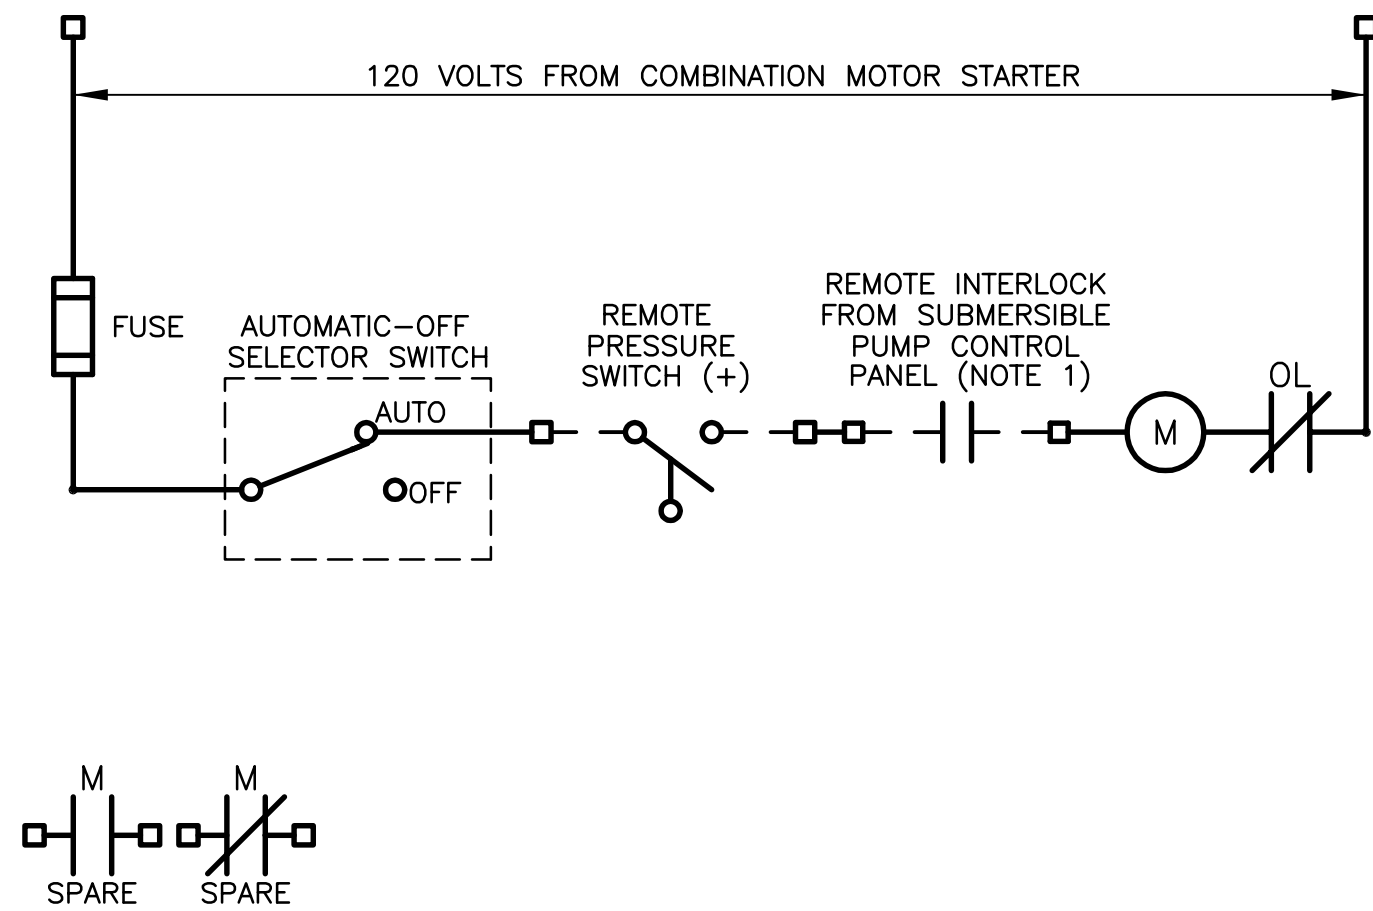 120 VOLTS FROM COMBINATION MOTOR STARTER
FUSE
AUTOMATIC-OFF
SELECTOR SWITCH
AUTO
OFF
REMOTE
PRESSURE
SWITCH (+)
REMOTE INTERLOCK
FROM SUBMERSIBLE
PUMP CONTROL
PANEL (NOTE 1)
M
OL
M
SPARE
M
SPARE